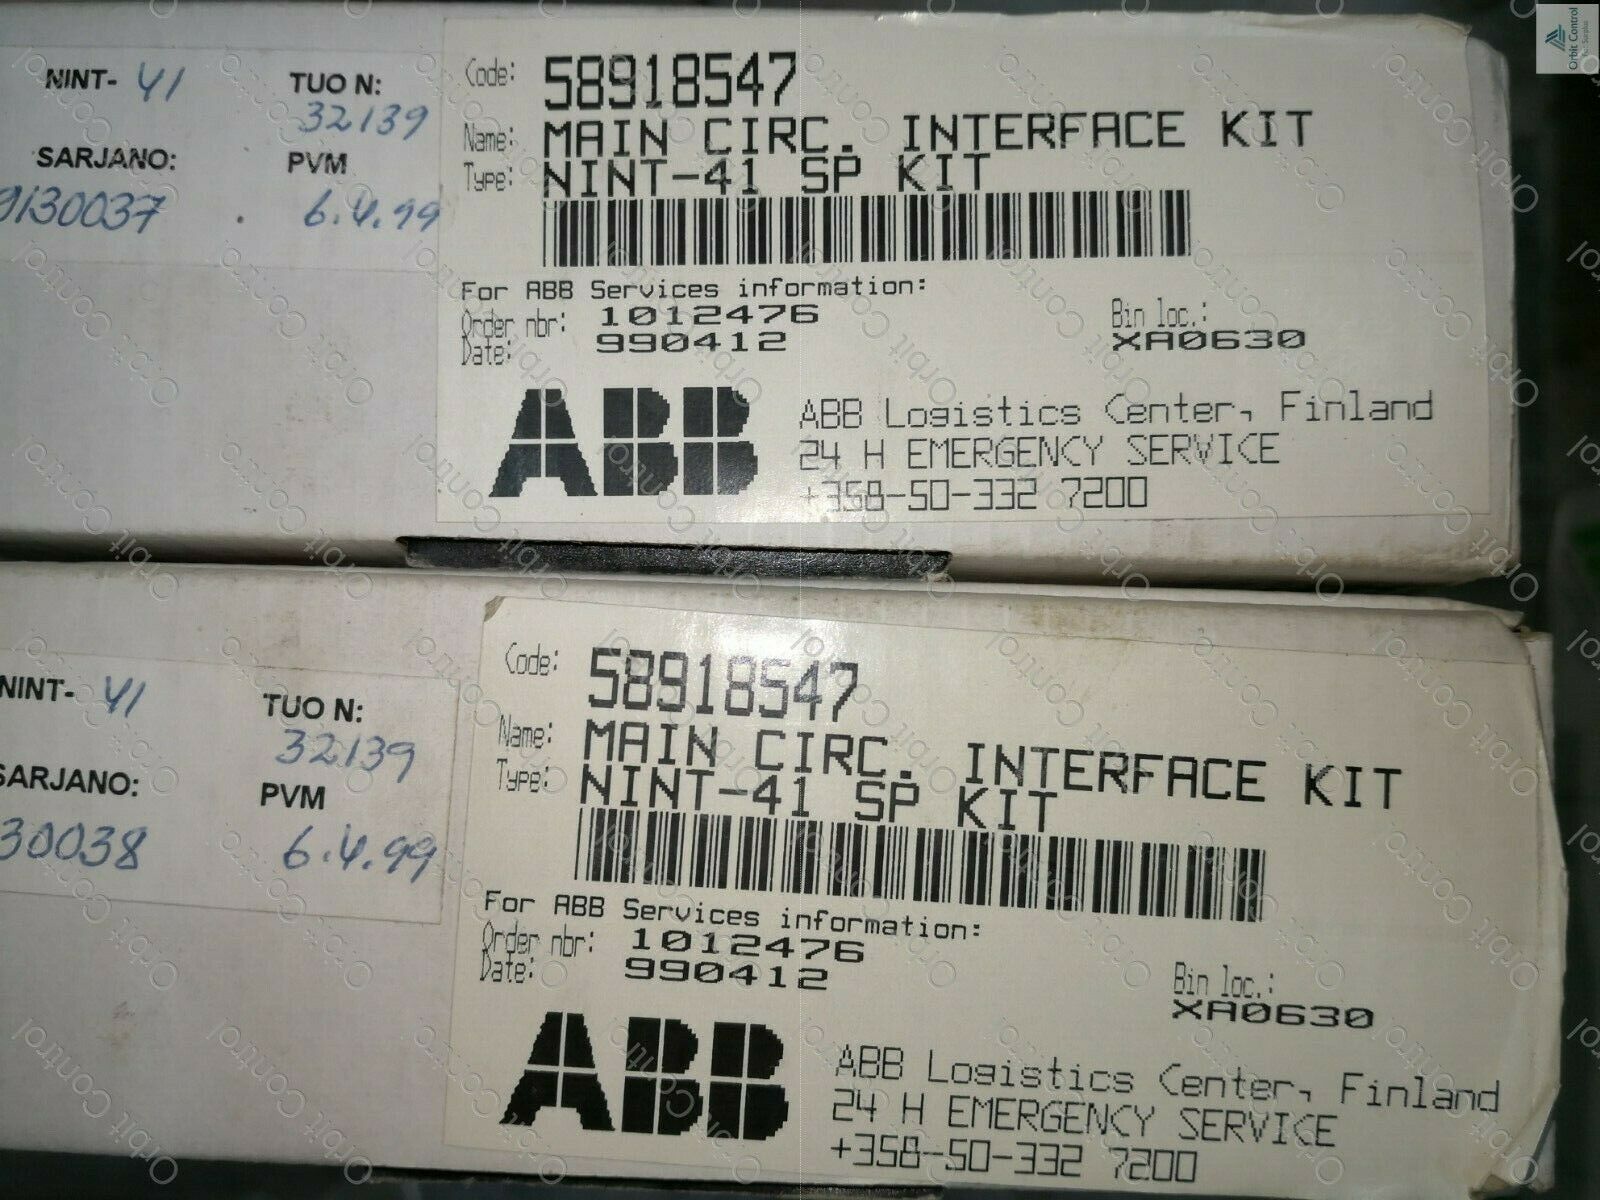 NINT- 41
TUO N:
32139
SARJANO:
PVM
9130037
6.4.99
Code: 58918547
Name: MAIN CIRC. INTERFACE KIT
Type: NINT-41 SP KIT
For ABB Services information:
Order nbr: 1012476
Date: 990412
Bin loc.:
XA0630
ABB
ABB Logistics Center, Finland
24 H EMERGENCY SERVICE
+358-50-332 7200
NINT- 41
TUO N:
32139
SARJANO:
PVM
30038
6.4.99
Code: 58918547
Name: MAIN CIRC. INTERFACE KIT
Type: NINT-41 SP KIT
For ABB Services information:
Order nbr: 1012476
Date: 990412
Bin loc.:
XA0630
ABB
ABB Logistics Center, Finland
24 H EMERGENCY SERVICE
+358-50-332 7200
Orbit Control